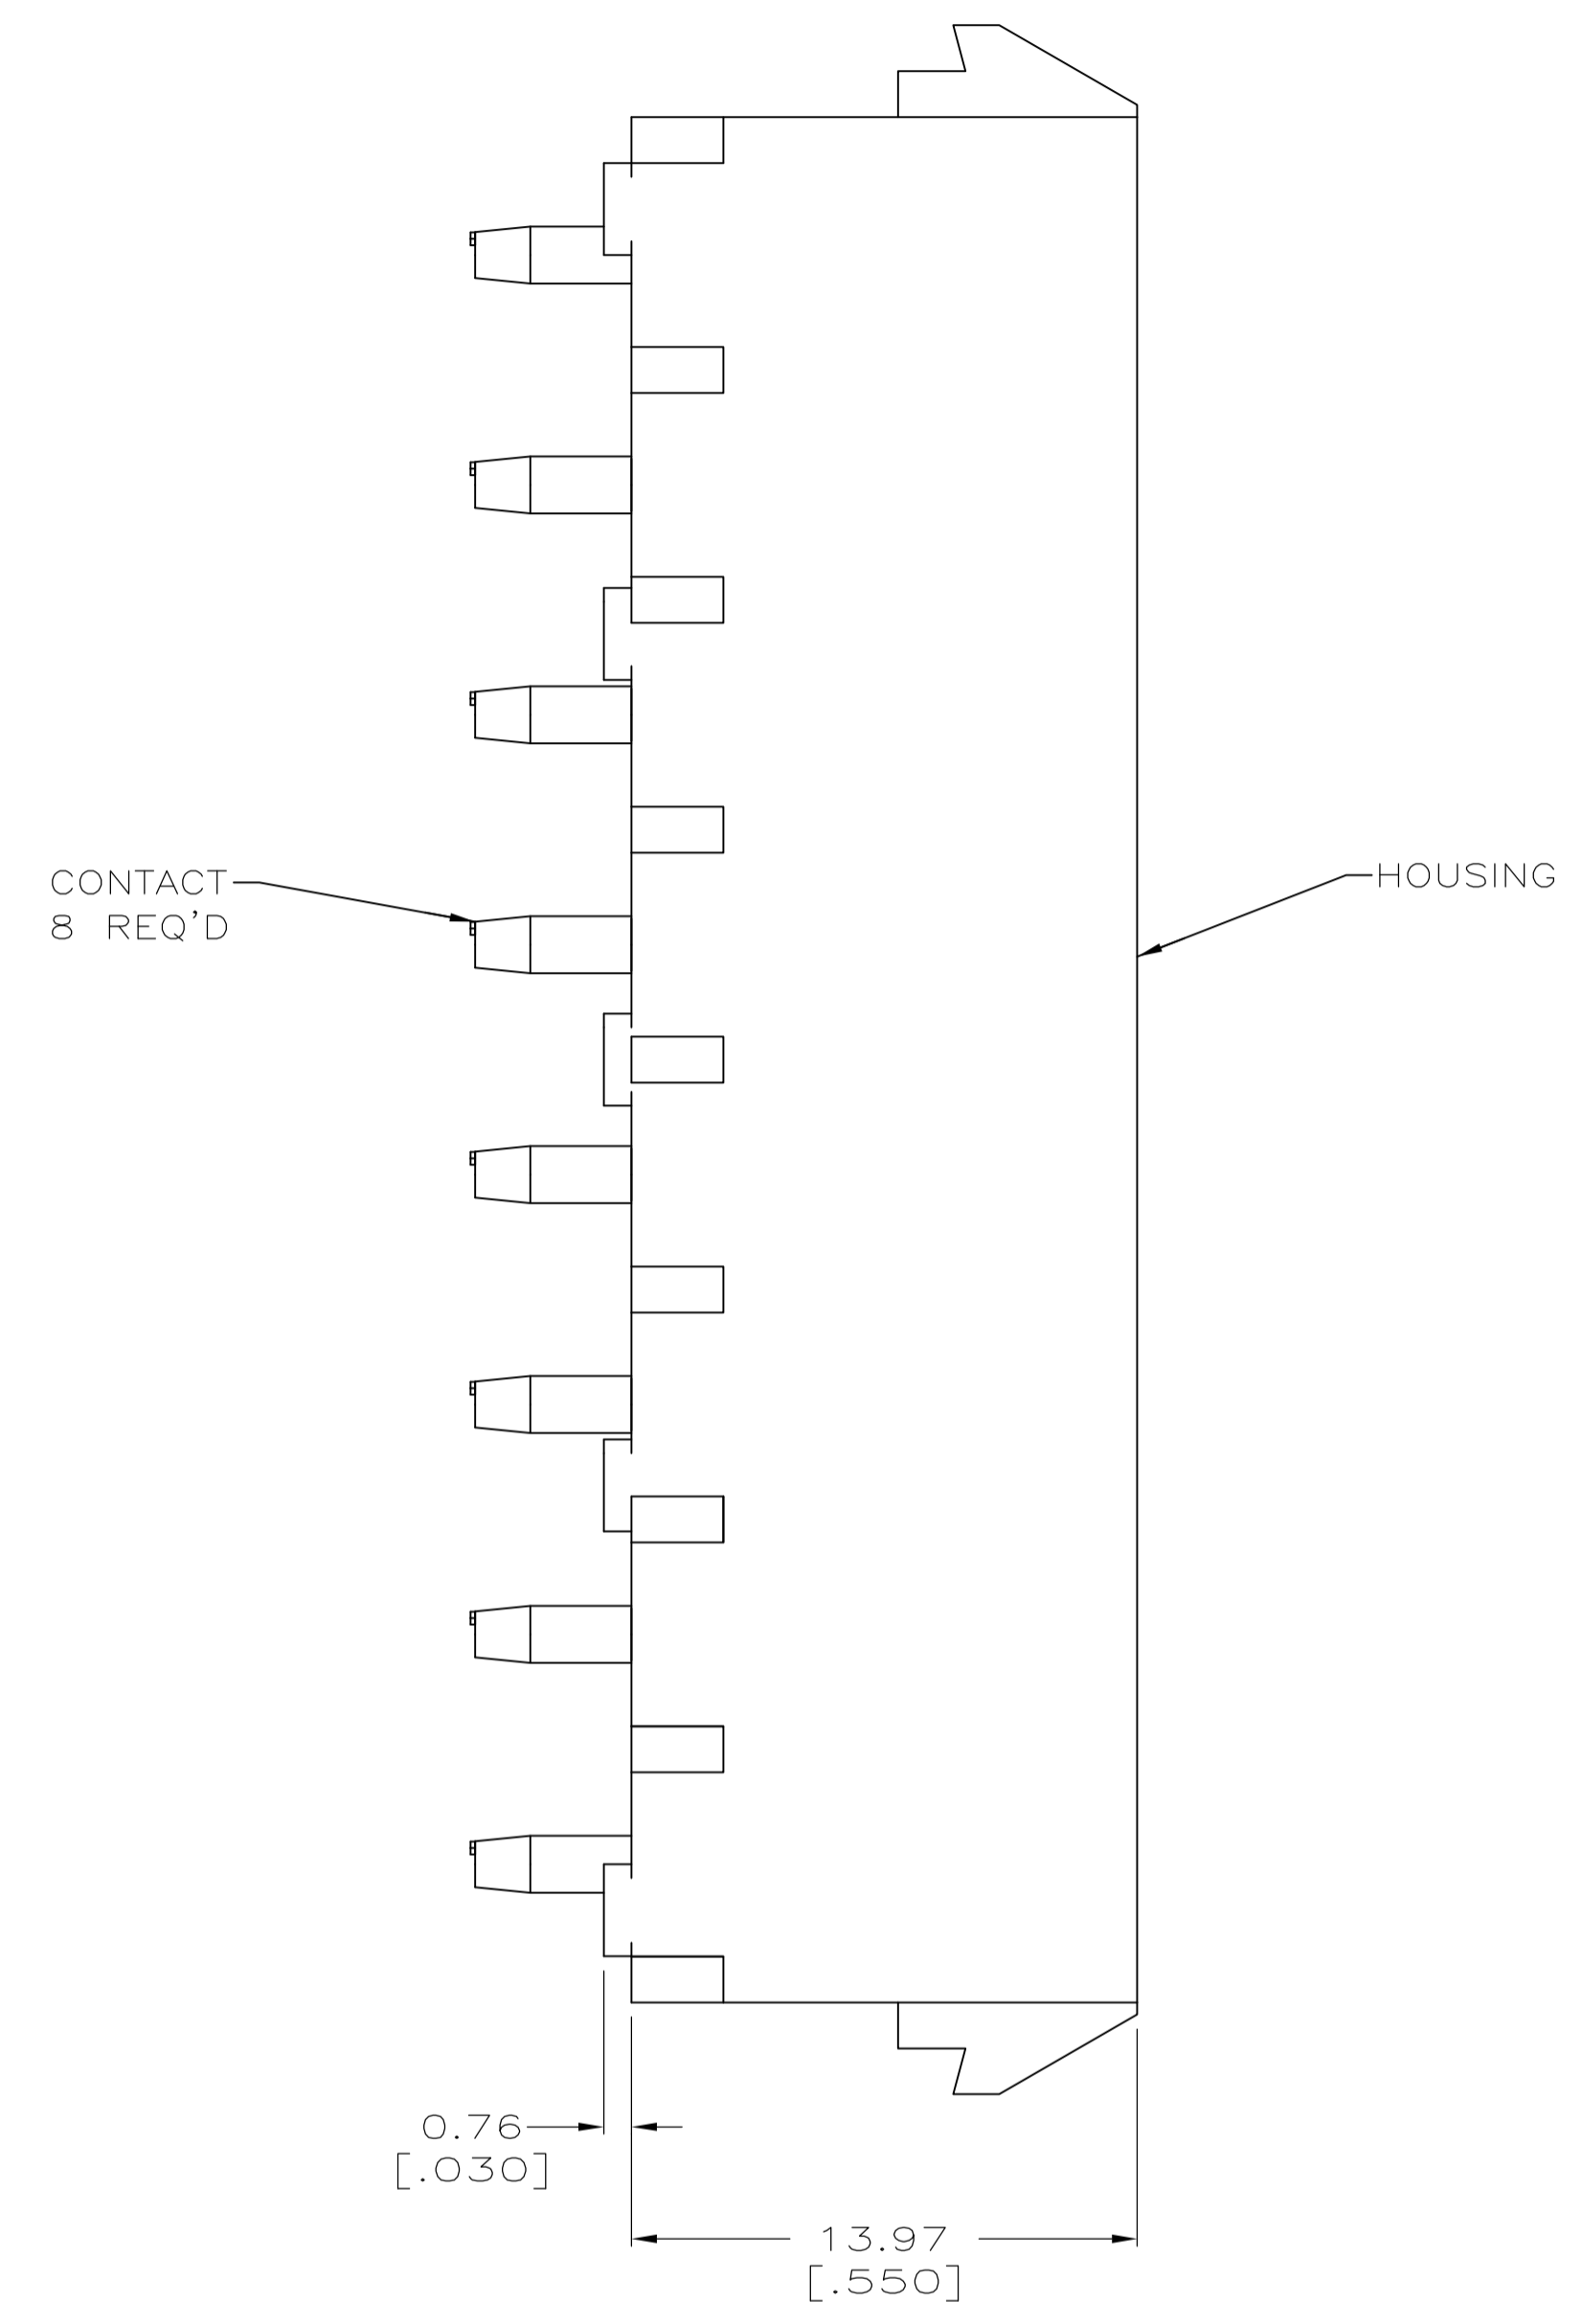 HOUSING
CONTACT
8 REQ'D
0.76
[.030]
13.97
[.550]